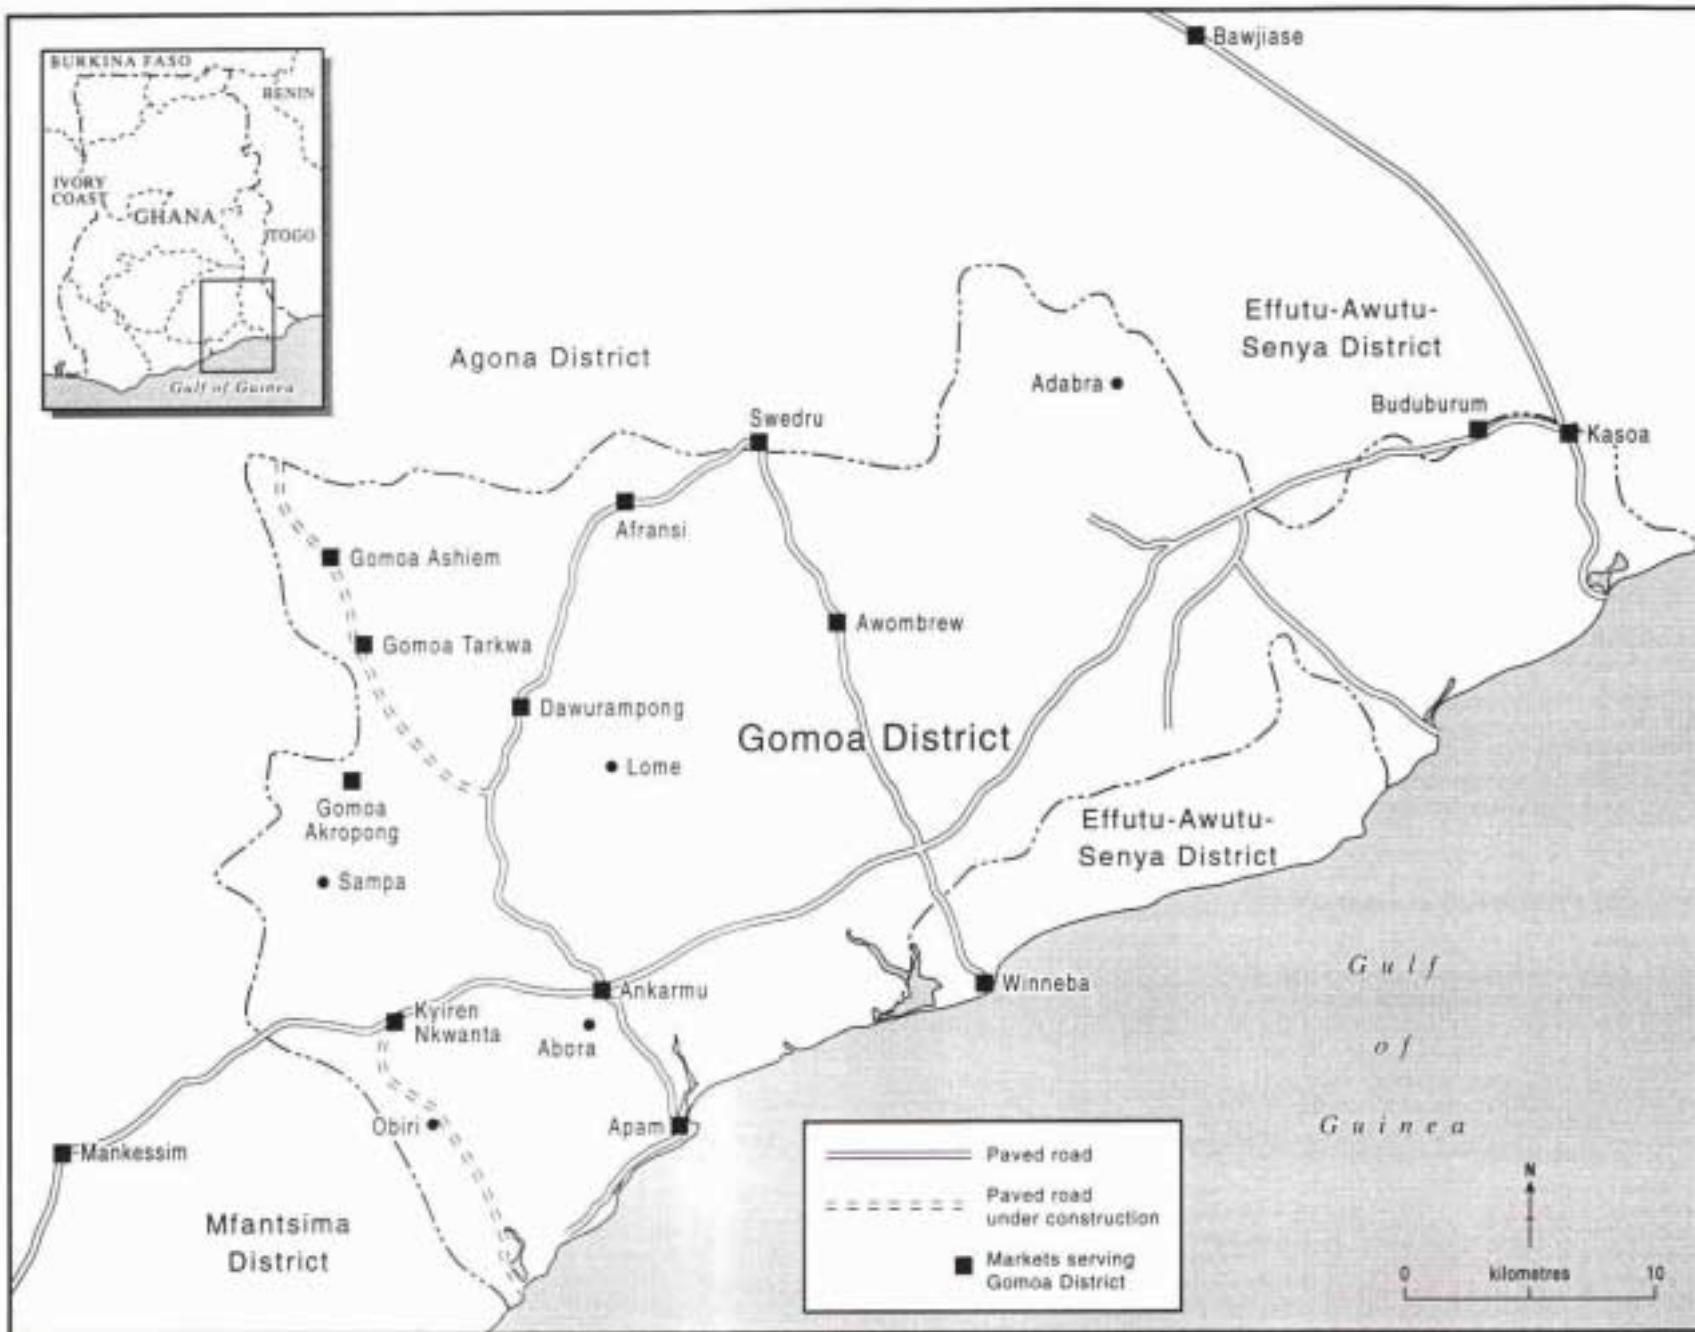 BURKINA FASO
BENIN
IVORY
COAST
GHANA
TOGO
Gulf of Guinea
Bawjiase
Agona District
Effutu-Awutu-
Senya District
Adabra
Buduburum
Kasoa
Swedru
Afransi
Gomoa Ashiem
Gomoa Tarkwa
Awombrew
Dawurampong
Gomoa District
Lome
Gomoa
Akropong
Sampa
Effutu-Awutu-
Senya District
Ankarmu
Winneba
Kyiren
Nkwanta
Abora
Obiri
Apam
Mankessim
Mfantsima
District
Gulf
of
Guinea
Paved road
Paved road
under construction
Markets serving
Gomoa District
N
0 kilometres 10